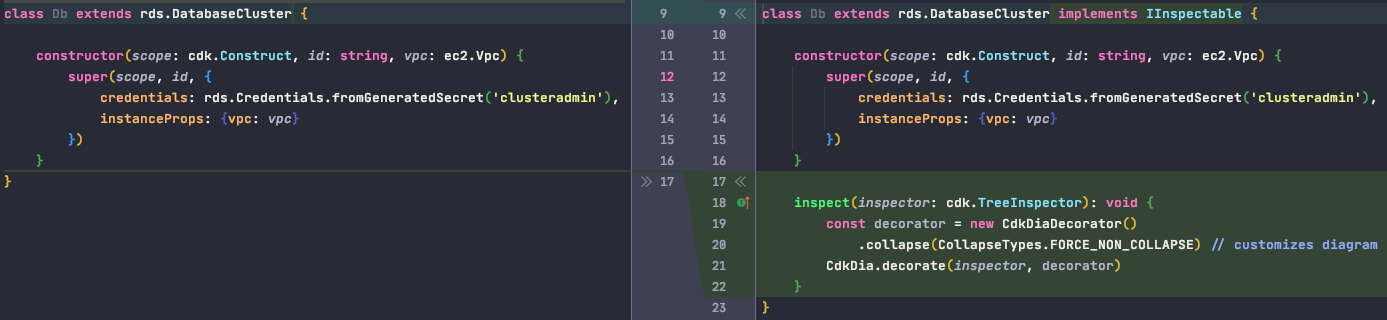 class Db extends rds.DatabaseCluster {
constructor(scope: cdk.Construct, id: string, vpc: ec2.Vpc) {
super(scope, id, {
credentials: rds.Credentials.fromGeneratedSecret('clusteradmin'),
instanceProps: {vpc: vpc}
})
}
}
9 9
10 10
11 11
12 12
13 13
14 14
15 15
16 16
17 17
18
19
20
21
22
23
class Db extends rds.DatabaseCluster implements IInspectable {
constructor(scope: cdk.Construct, id: string, vpc: ec2.Vpc) {
super(scope, id, {
credentials: rds.Credentials.fromGeneratedSecret('clusteradmin'),
instanceProps: {vpc: vpc}
})
}
inspect(inspector: cdk.TreeInspector): void {
const decorator = new CdkDiaDecorator()
.collapse(CollapseTypes.FORCE_NON_COLLAPSE) // customizes diagram
CdkDia.decorate(inspector, decorator)
}
}